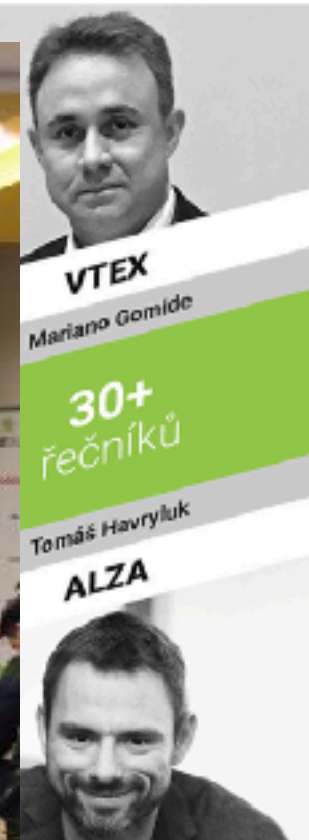 VTEX
Mariano Gomide
30+
řečníků
Tomáš Havryluk
ALZA